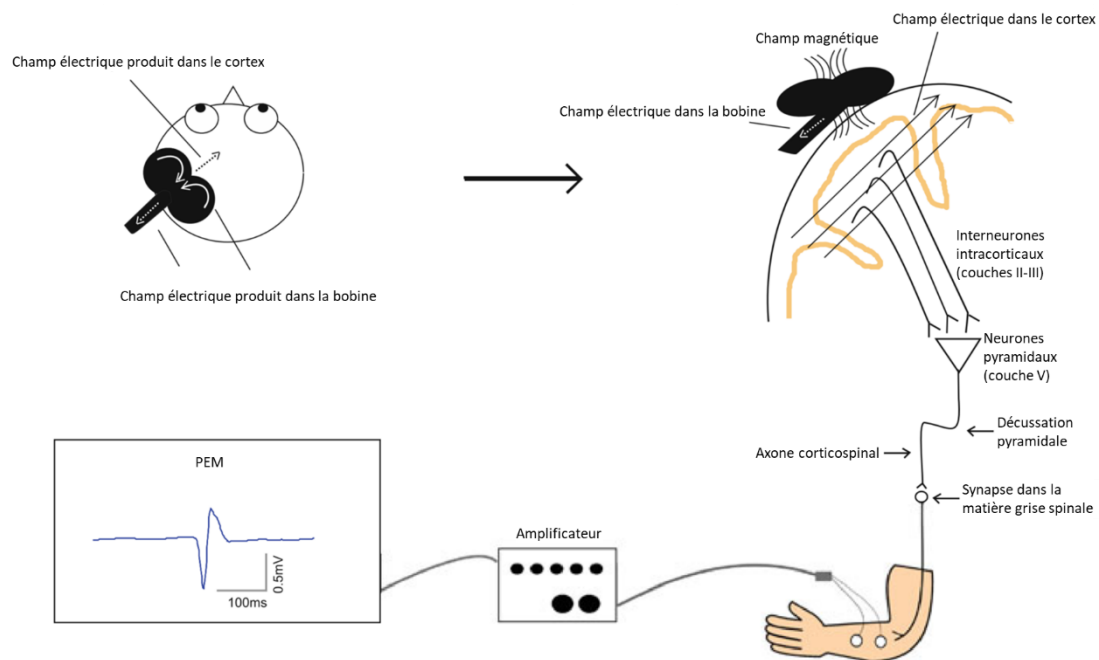 Champ électrique produit dans le cortex
Champ électrique produit dans la bobine
Champ électrique dans le cortex
Champ magnétique
Champ électrique dans la bobine
Interneurones
intracorticaux
(couches II-III)
Neurones
pyramidaux
(couche V)
Décussation
pyramidale
Axone corticospinal
Synapse dans la
matière grise spinale
Amplificateur
PEM
0.5mV
100ms